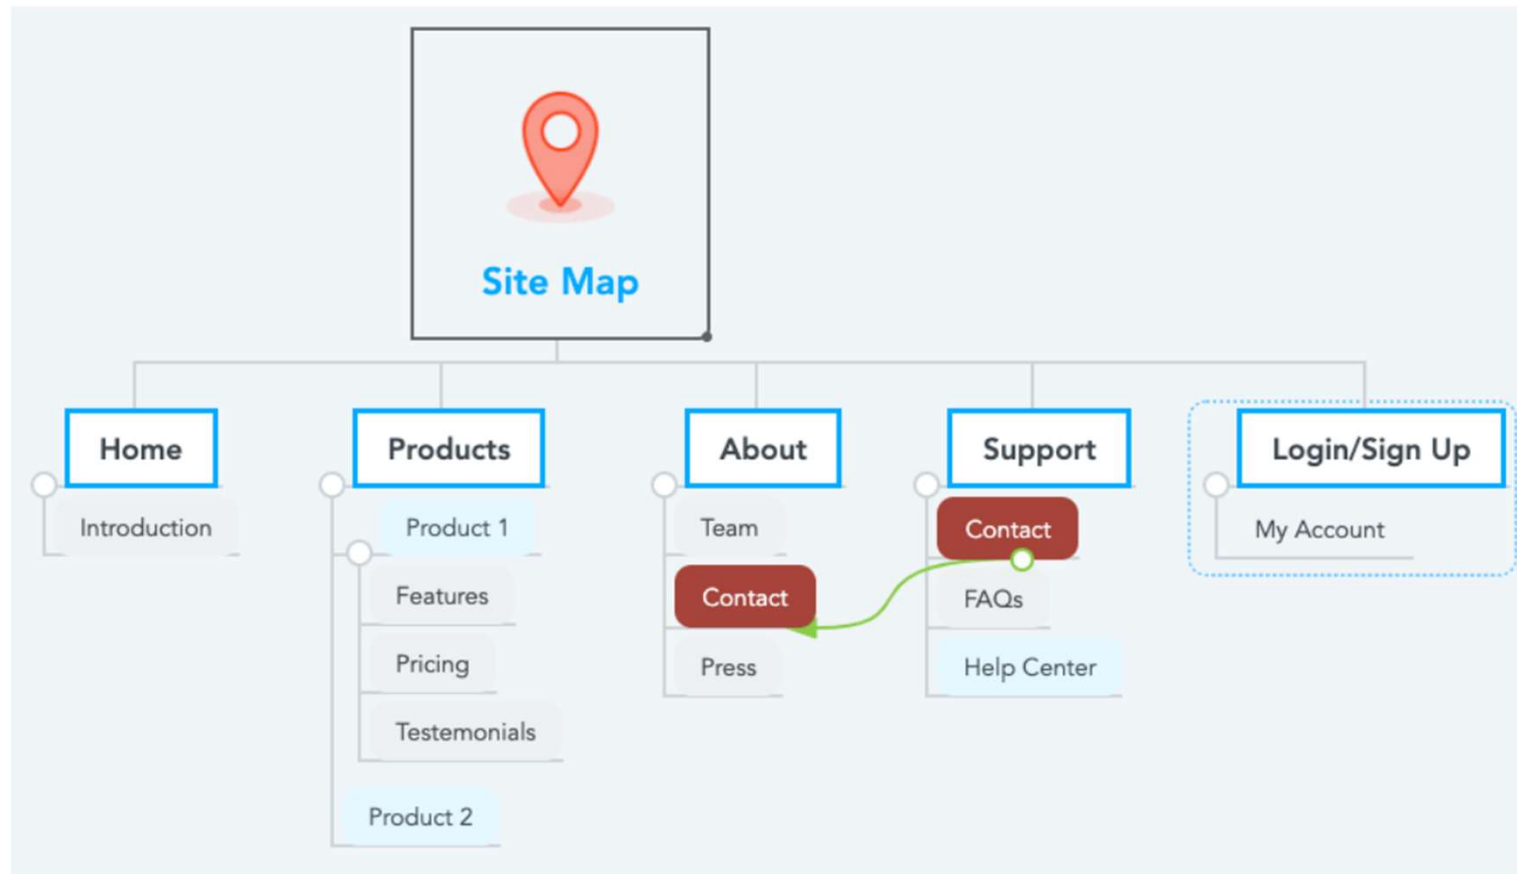 Site Map
Home
Products
About
Support
Login/Sign Up
Introduction
Product 1
Features
Pricing
Testemonials
Product 2
Team
Contact
Press
Contact
FAQs
Help Center
My Account